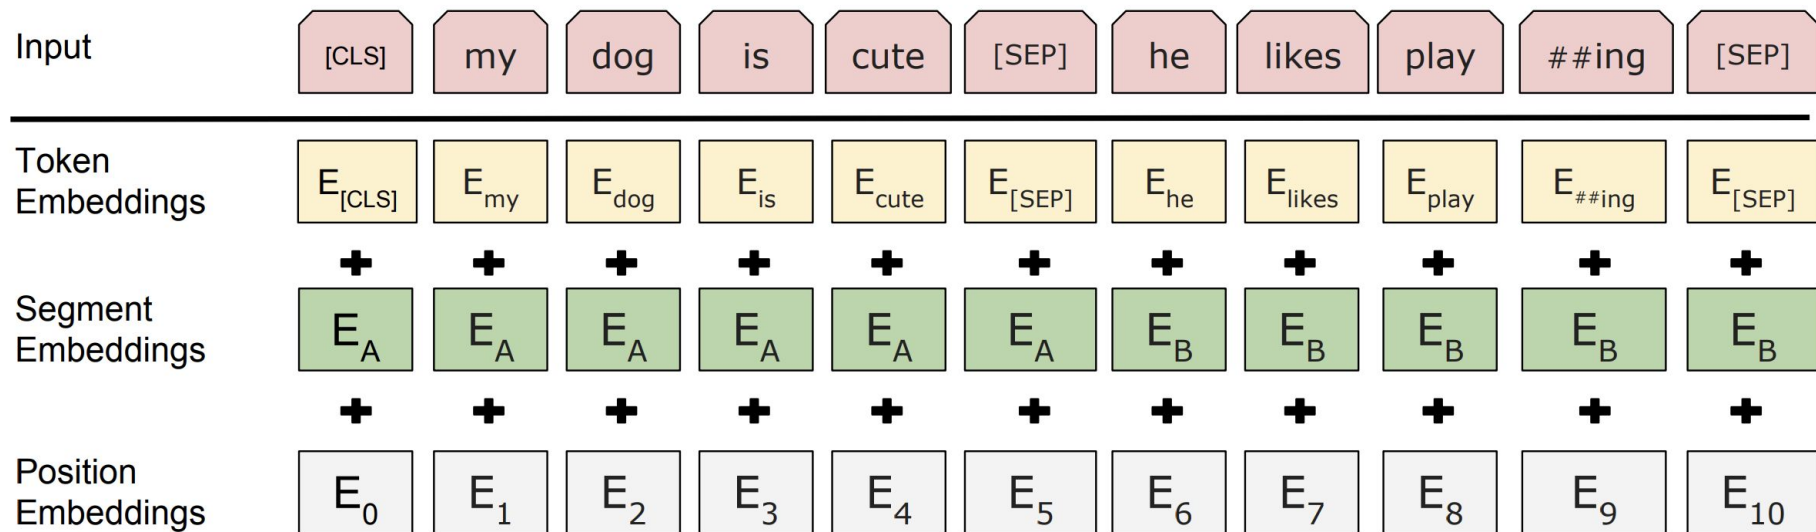 Input [CLS] my dog is cute [SEP] he likes play ##ing [SEP]
Token
Embeddings
E[CLS] Emy Edog Eis Ecute E[SEP] Ehe Elikes Eplay E##ing E[SEP]
+ + + + + + + + + + +
Segment
Embeddings
EA EA EA EA EA EA EB EB EB EB EB
+ + + + + + + + + + +
Position
Embeddings
E0 E1 E2 E3 E4 E5 E6 E7 E8 E9 E10